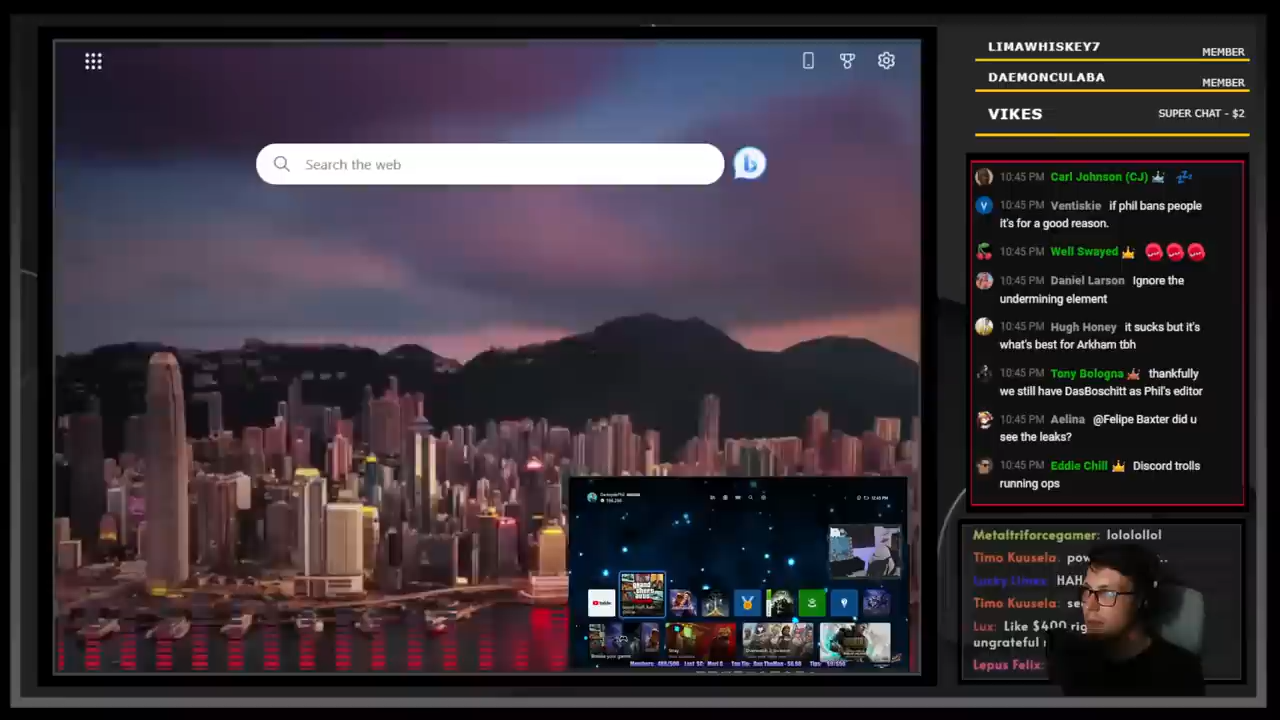 Search the web
LIMAWHISKEY7
MEMBER
DAEMONCULABA
MEMBER
VIKES
SUPER CHAT - $2
10:45 PM Carl Johnson (CJ)
10:45 PM Ventiskie if phil bans people
it's for a good reason.
10:45 PM Well Swayed
10:45 PM Daniel Larson Ignore the
undermining element
10:45 PM Hugh Honey it sucks but it's
what's best for Arkham tbh
10:45 PM Tony Bologna thankfully
we still have DasBoschitt as Phil's editor
10:45 PM Aelina @Felipe Baxter did u
see the leaks?
10:45 PM Eddie Chill Discord trolls
running ops
Metaltriforcegamer: lololollol
Timo Kuusela:
Lucky Limes:
Timo Kuusela:
Lux: Like $400
ungrateful
Lepus Felix:
YouTube
grand theft auto